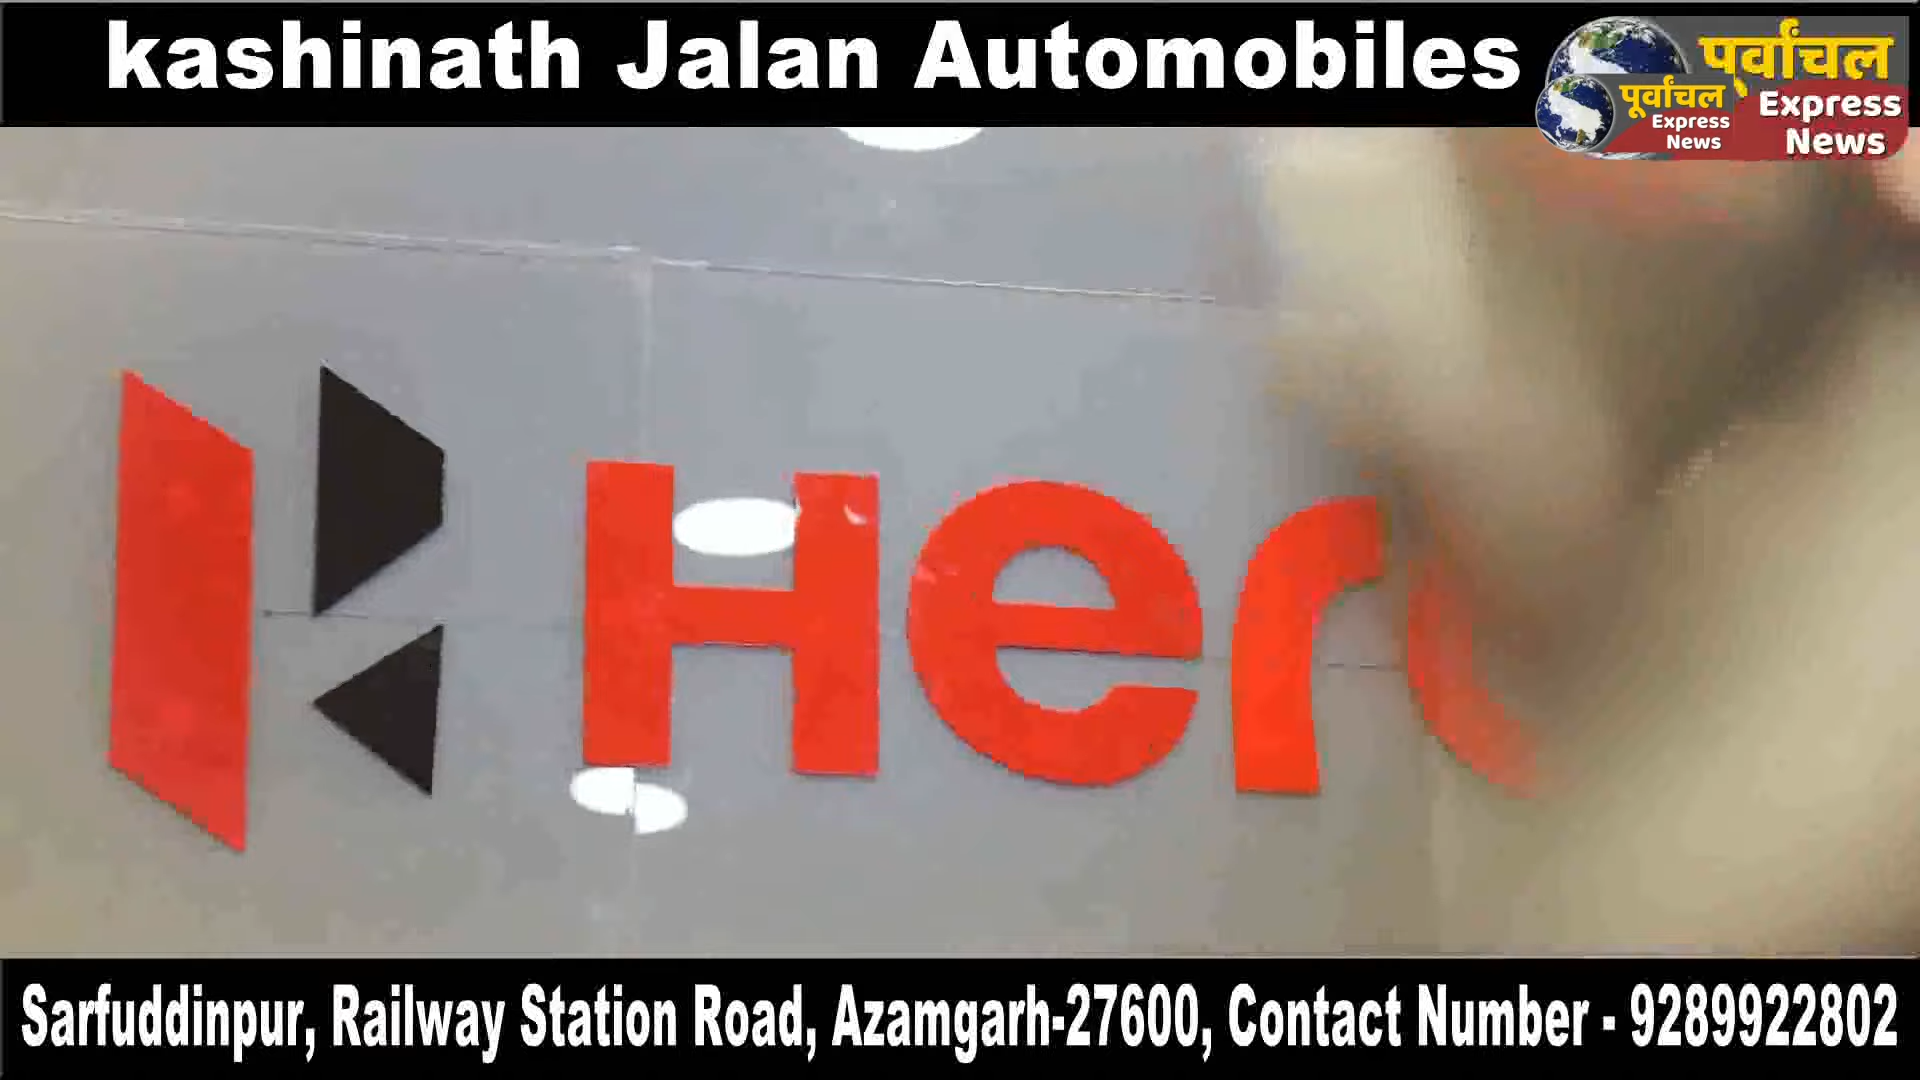 kashinath Jalan Automobiles
पूर्वांचल
Express
News
पूर्वांचल
Express
News
Her
Sarfuddinpur, Railway Station Road, Azamgarh-27600, Contact Number - 9289922802